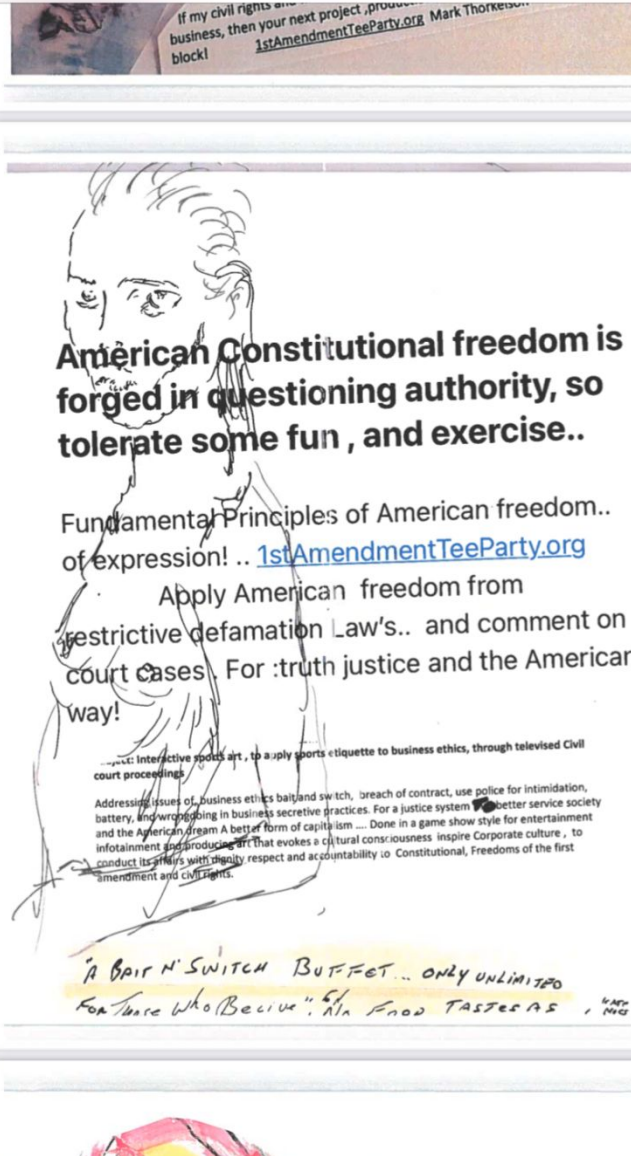 If my civil rights and
business, then your next project ,produ
block! 1stAmendmentTeeParty.org Mark Thorkelson
American Constitutional freedom is
forged in questioning authority, so
tolerate some fun , and exercise..
Fundamental Principles of American freedom..
of expression! .. 1stAmendmentTeeParty.org
Apply American freedom from
restrictive defamation Law's.. and comment on
court cases . For :truth justice and the American
way!
Interactive sports art , to apply sports etiquette to business ethics, through televised Civil
court proceedings
Addressing issues of business ethics bait and switch, breach of contract, use police for intimidation,
battery, and wrongdoing in business secretive practices. For a justice system better service society
and the American dream A better form of capitalism .... Done in a game show style for entertainment
infotainment and producing art that evokes a cultural consciousness inspire Corporate culture , to
conduct its affairs with dignity respect and accountability to Constitutional, Freedoms of the first
amendment and civil rights.
"A BAIT N' SWITCH BUFFET... ONLY UNLIMITED
FOR Those Who Becive". FOOD TASTES AS